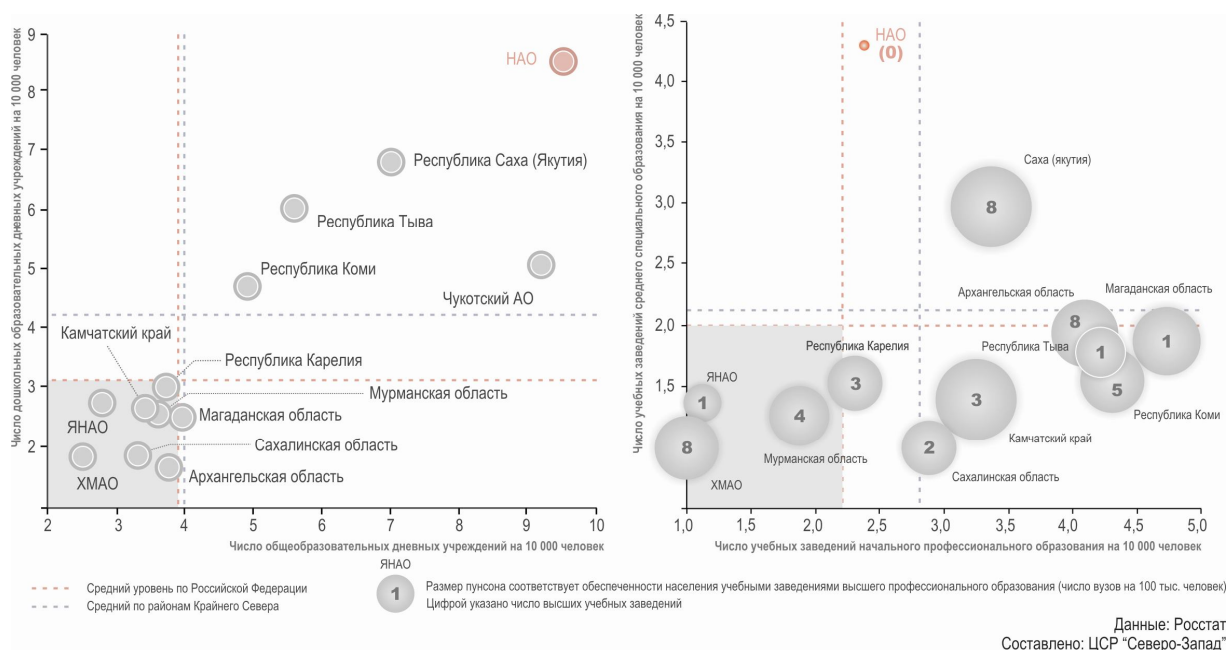 Число дошкольных образовательных дневных учреждений на 10 000 человек
9
8
7
6
5
4
3
2
НАО
Республика Саха (Якутия)
Республика Тыва
Республика Коми
Чукотский АО
Камчатский край
Республика Карелия
Мурманская область
ЯНАО
Магаданская область
Сахалинская область
ХМАО
Архангельская область
2 3 4 5 6 7 8 9 10
Число общеобразовательных дневных учреждений на 10 000 человек
Число учебных заведений среднего специального образования на 10 000 человек
4,5
4,0
3,5
3,0
2,5
2,0
1,5
НАО
(0)
Саха (якутия)
8
Архангельская область
Магаданская область
8
1
Республика Тыва
1
Республика Карелия
3
5
Республика Коми
ЯНАО
1
4
3
Камчатский край
8
2
Мурманская область
Сахалинская область
ХМАО
1,0 1,5 2,0 2,5 3,0 3,5 4,0 4,5 5,0
Число учебных заведений начального профессионального образования на 10 000 человек
Средний уровень по Российской Федерации
Средний по районам Крайнего Севера
ЯНАО
1
Размер пунсона соответствует обеспеченности населения учебными заведениями высшего профессионального образования (число вузов на 100 тыс. человек)
Цифрой указано число высших учебных заведений
Данные: Росстат
Составлено: ЦСР "Северо-Запад"